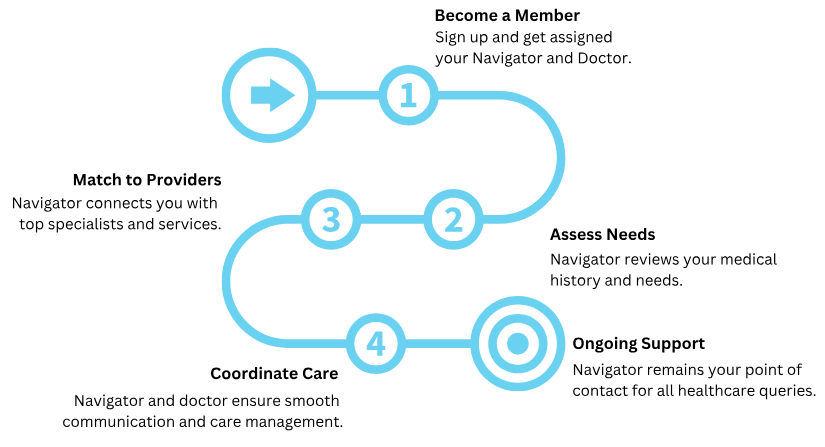 Become a Member
Sign up and get assigned
your Navigator and Doctor.
1
2
Assess Needs
Navigator reviews your medical
history and needs.
3
Match to Providers
Navigator connects you with
top specialists and services.
4
Coordinate Care
Navigator and doctor ensure smooth
communication and care management.
Ongoing Support
Navigator remains your point of
contact for all healthcare queries.